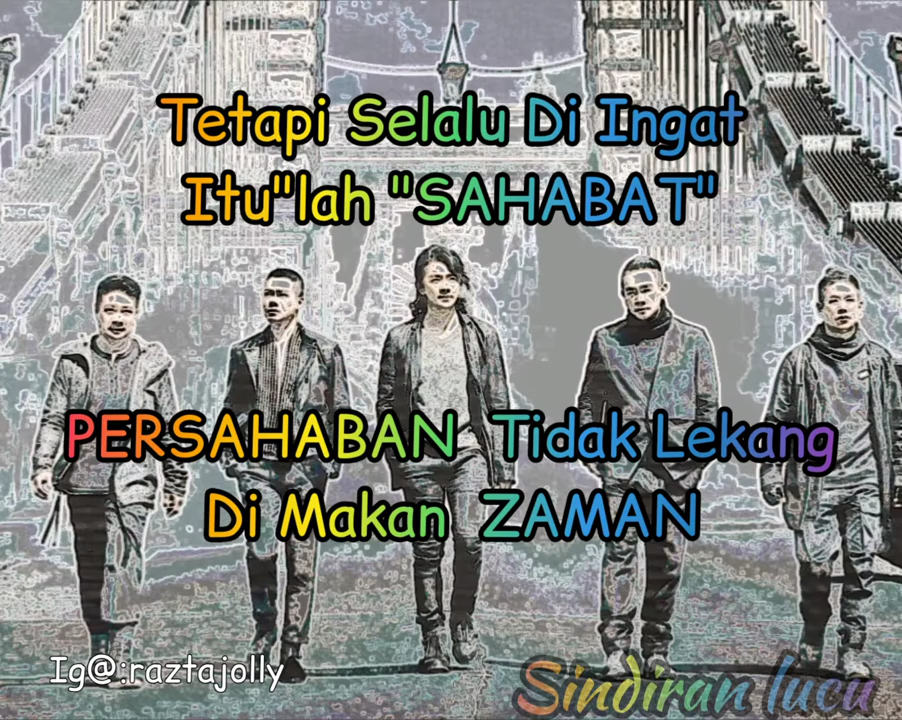 Tetapi Selalu Di Ingat
Itu"lah "SAHABAT"
PERSAHABAN Tidak Lekang
Di Makan ZAMAN
Ig@:raztajolly
Sindiran lucu